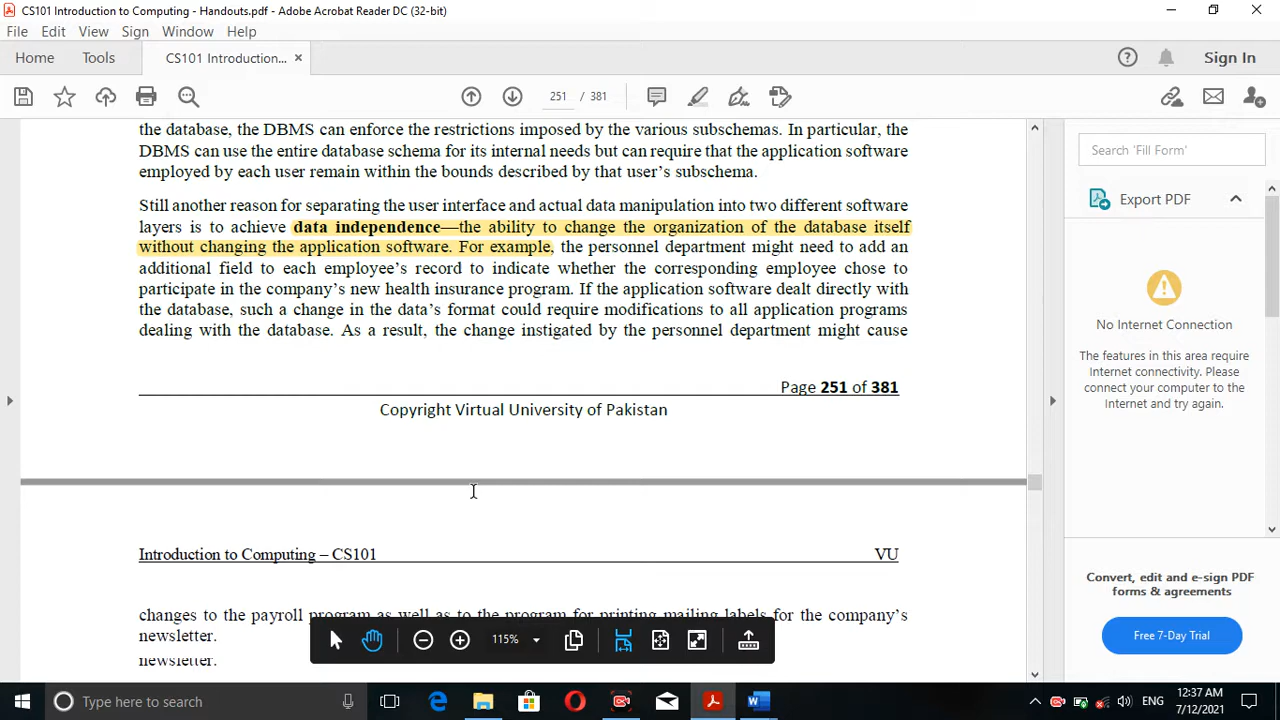 CS101 Introduction to Computing - Handouts.pdf - Adobe Acrobat Reader DC (32-bit)
File Edit View Sign Window Help
Home Tools CS101 Introduction... × Sign In
251 / 381
the database, the DBMS can enforce the restrictions imposed by the various subschemas. In particular, the
DBMS can use the entire database schema for its internal needs but can require that the application software
employed by each user remain within the bounds described by that user's subschema.
Still another reason for separating the user interface and actual data manipulation into two different software
layers is to achieve data independence—the ability to change the organization of the database itself
without changing the application software. For example, the personnel department might need to add an
additional field to each employee's record to indicate whether the corresponding employee chose to
participate in the company's new health insurance program. If the application software dealt directly with
the database, such a change in the data's format could require modifications to all application programs
dealing with the database. As a result, the change instigated by the personnel department might cause
Page 251 of 381
Copyright Virtual University of Pakistan
Introduction to Computing – CS101 VU
changes to the payroll program as well as to the program for printing mailing labels for the company's
newsletter.
newsletter.
115%
Search 'Fill Form'
Export PDF
No Internet Connection
The features in this area require
Internet connectivity. Please
connect your computer to the
Internet and try again.
Convert, edit and e-sign PDF
forms & agreements
Free 7-Day Trial
Type here to search
ENG
12:37 AM
7/12/2021